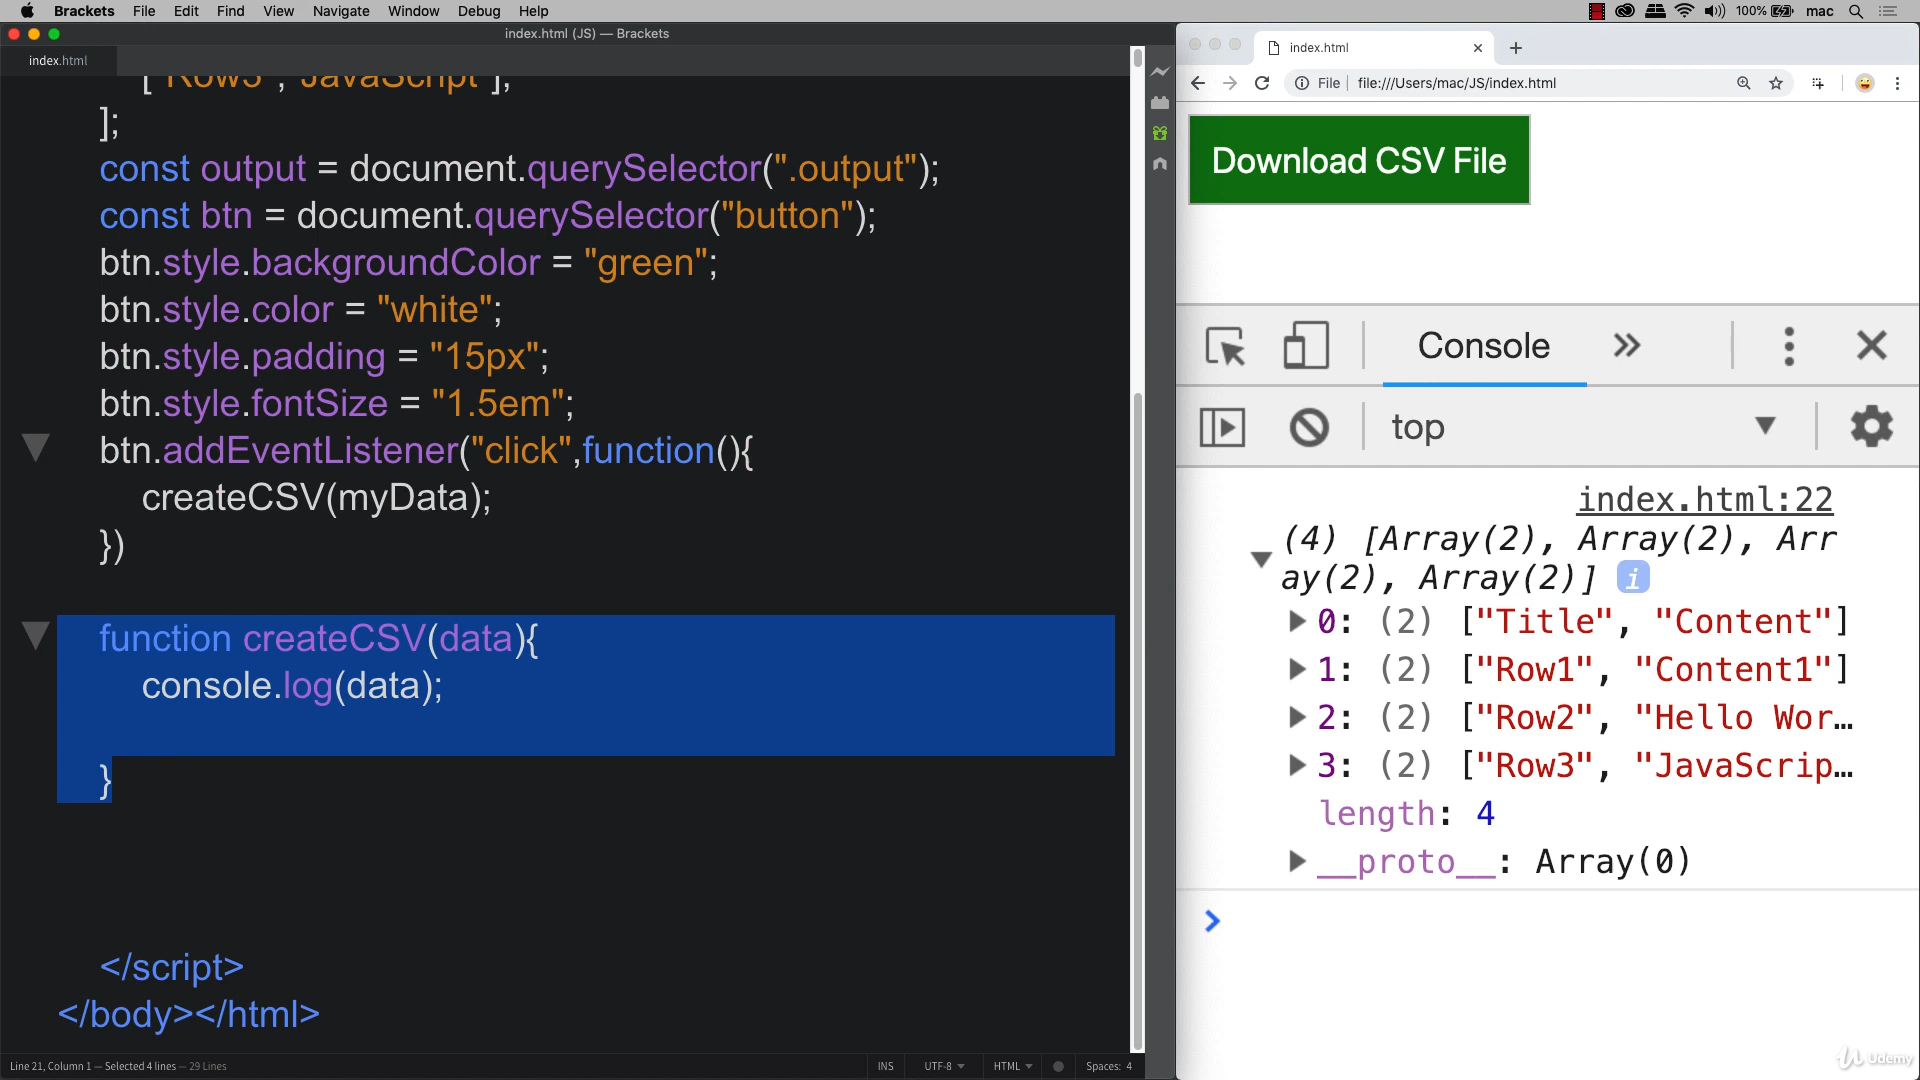 Brackets File Edit Find View Navigate Window Debug Help
100% mac
index.html (JS) — Brackets
index.html
["Row3","JavaScript"],
];
const output = document.querySelector(".output");
const btn = document.querySelector("button");
btn.style.backgroundColor = "green";
btn.style.color = "white";
btn.style.padding = "15px";
btn.style.fontSize = "1.5em";
btn.addEventListener("click",function(){
createCSV(myData);
})
function createCSV(data){
console.log(data);
}
</script>
</body></html>
Line 21, Column 1 — Selected 4 lines — 29 Lines
INS UTF-8 HTML Spaces: 4
index.html
File file:///Users/mac/JS/index.html
Download CSV File
Console
top
index.html:22
(4) [Array(2), Array(2), Arr
ay(2), Array(2)] i
0: (2) ["Title", "Content"]
1: (2) ["Row1", "Content1"]
2: (2) ["Row2", "Hello Wor…
3: (2) ["Row3", "JavaScrip…
length: 4
__proto__: Array(0)
Udemy